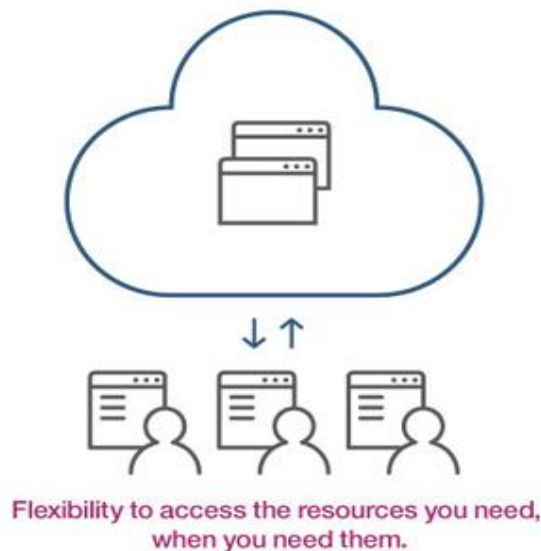 Flexibility to access the resources you need,
when you need them.